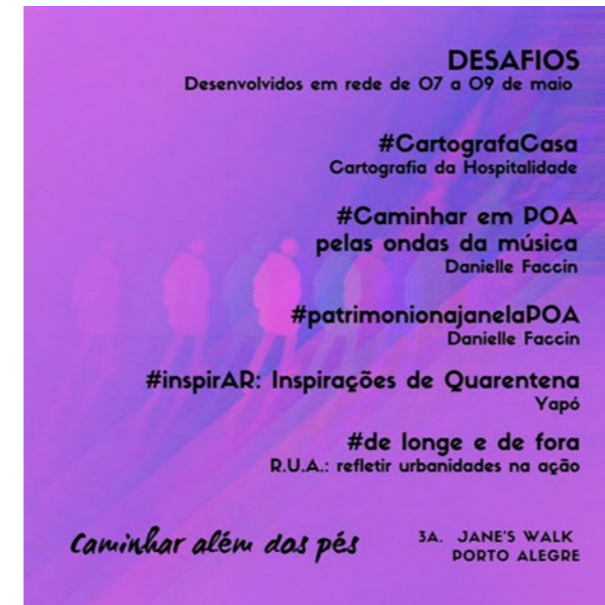 DESAFIOS
Desenvolvidos em rede de 07 a 09 de maio
#CartografaCasa
Cartografia da Hospitalidade
#Caminhar em POA
pelas ondas da música
Danielle Faccin
#patrimonionajanelaPOA
Danielle Faccin
#inspirAR: Inspirações de Quarentena
Yapó
#de longe e de fora
R.U.A.: refletir urbanidades na ação
Caminhar além dos pés
3A. JANE'S WALK
PORTO ALEGRE